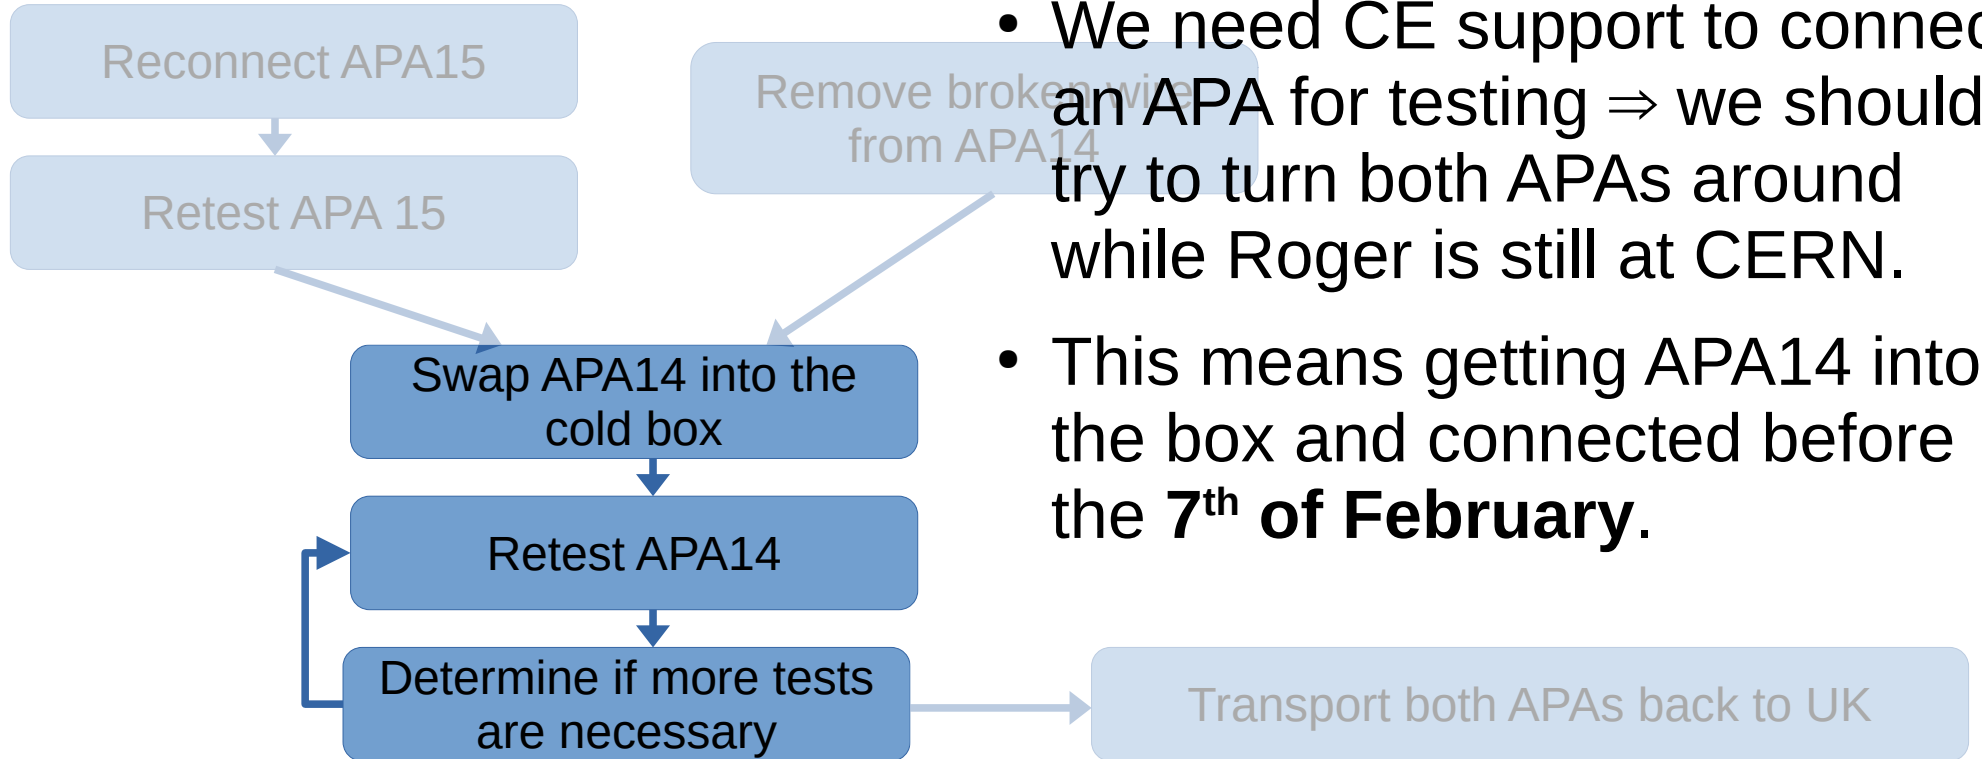 Reconnect APA15
Retest APA 15
Remove broken wire
from APA14
Swap APA14 into the
cold box
Retest APA14
Determine if more tests
are necessary
Transport both APAs back to UK
• We need CE support to connec
an APA for testing ⇒ we should
try to turn both APAs around
while Roger is still at CERN.
• This means getting APA14 into
the box and connected before
the 7th of February.